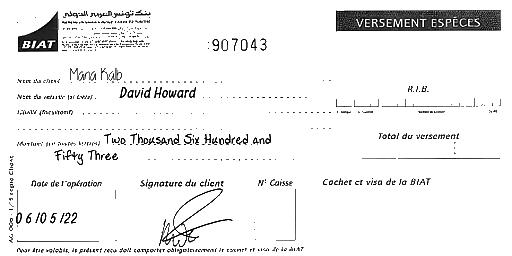 بنك تونس العربي الدولي
BIAT
VERSEMENT ESPÈCES
:907043
Nom du client Maria Kalb
Nom du remettant (si tiers) David Howard
R.I.B.
Libellé (facultatif)
Montant (en toutes lettres) Two Thousand Six Hundred and
Fifty Three
Total du versement
Date de l'opération
Signature du client
N° Caisse
Cachet et visa de la BIAT
06/05/22
Pour être valable, le présent reçu doit comporter obligatoirement le cachet et visa de la BIAT